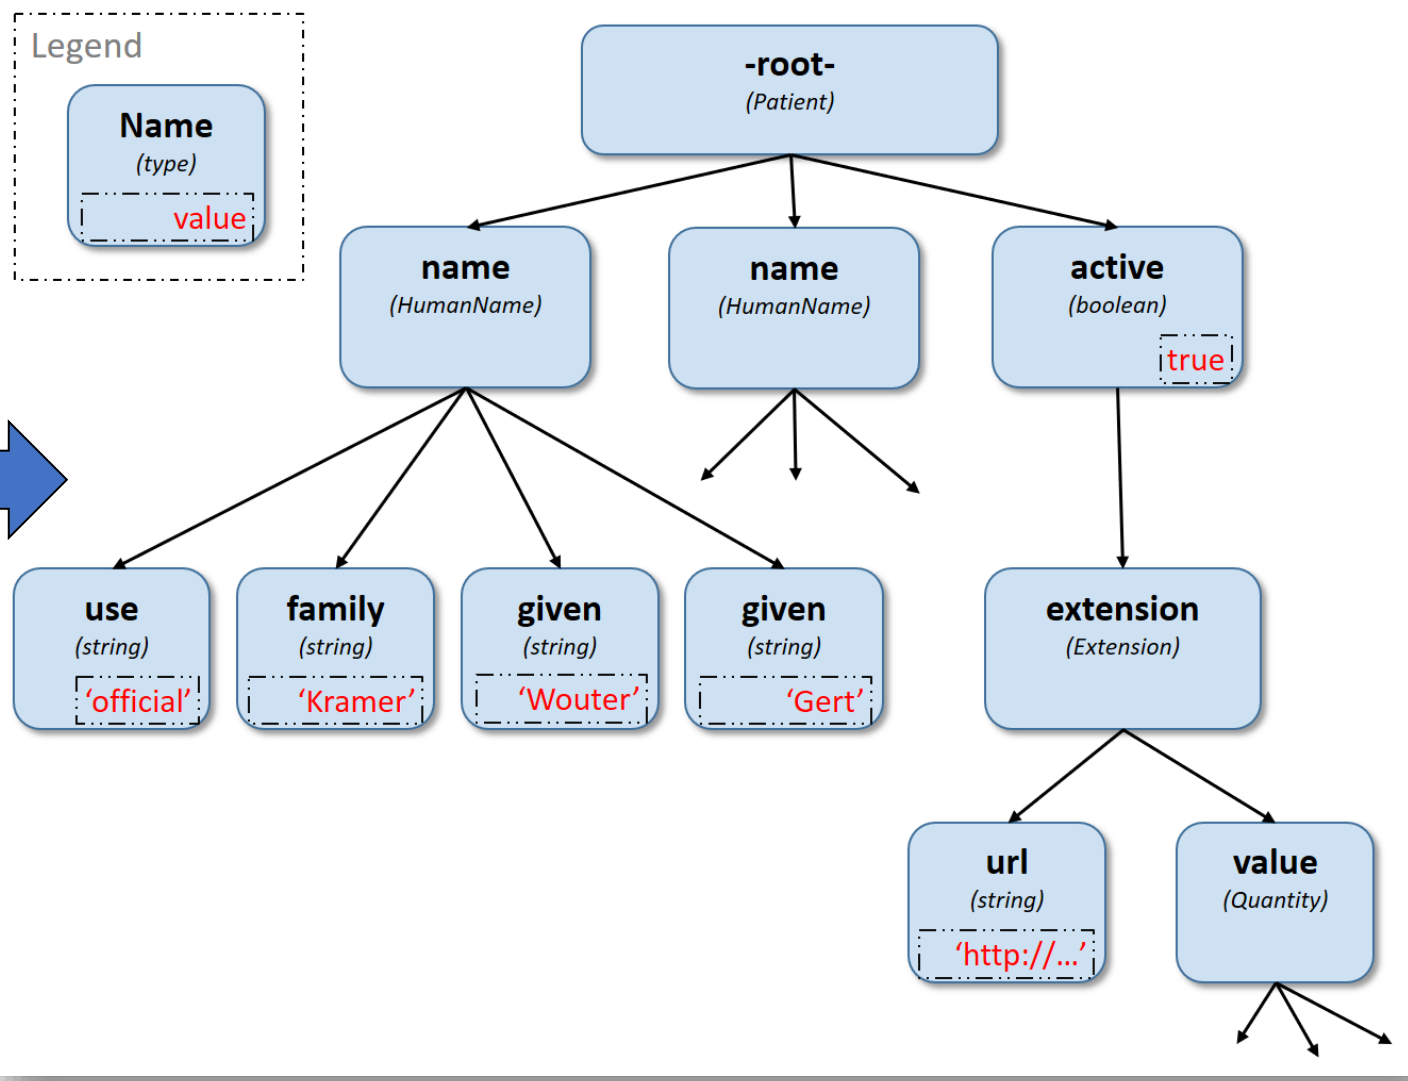 Legend
Name
(type)
value
-root-
(Patient)
name
(HumanName)
name
(HumanName)
active
(boolean)
true
use
(string)
‘official’
family
(string)
‘Kramer’
given
(string)
‘Wouter’
given
(string)
‘Gert’
extension
(Extension)
url
(string)
‘http://...’
value
(Quantity)